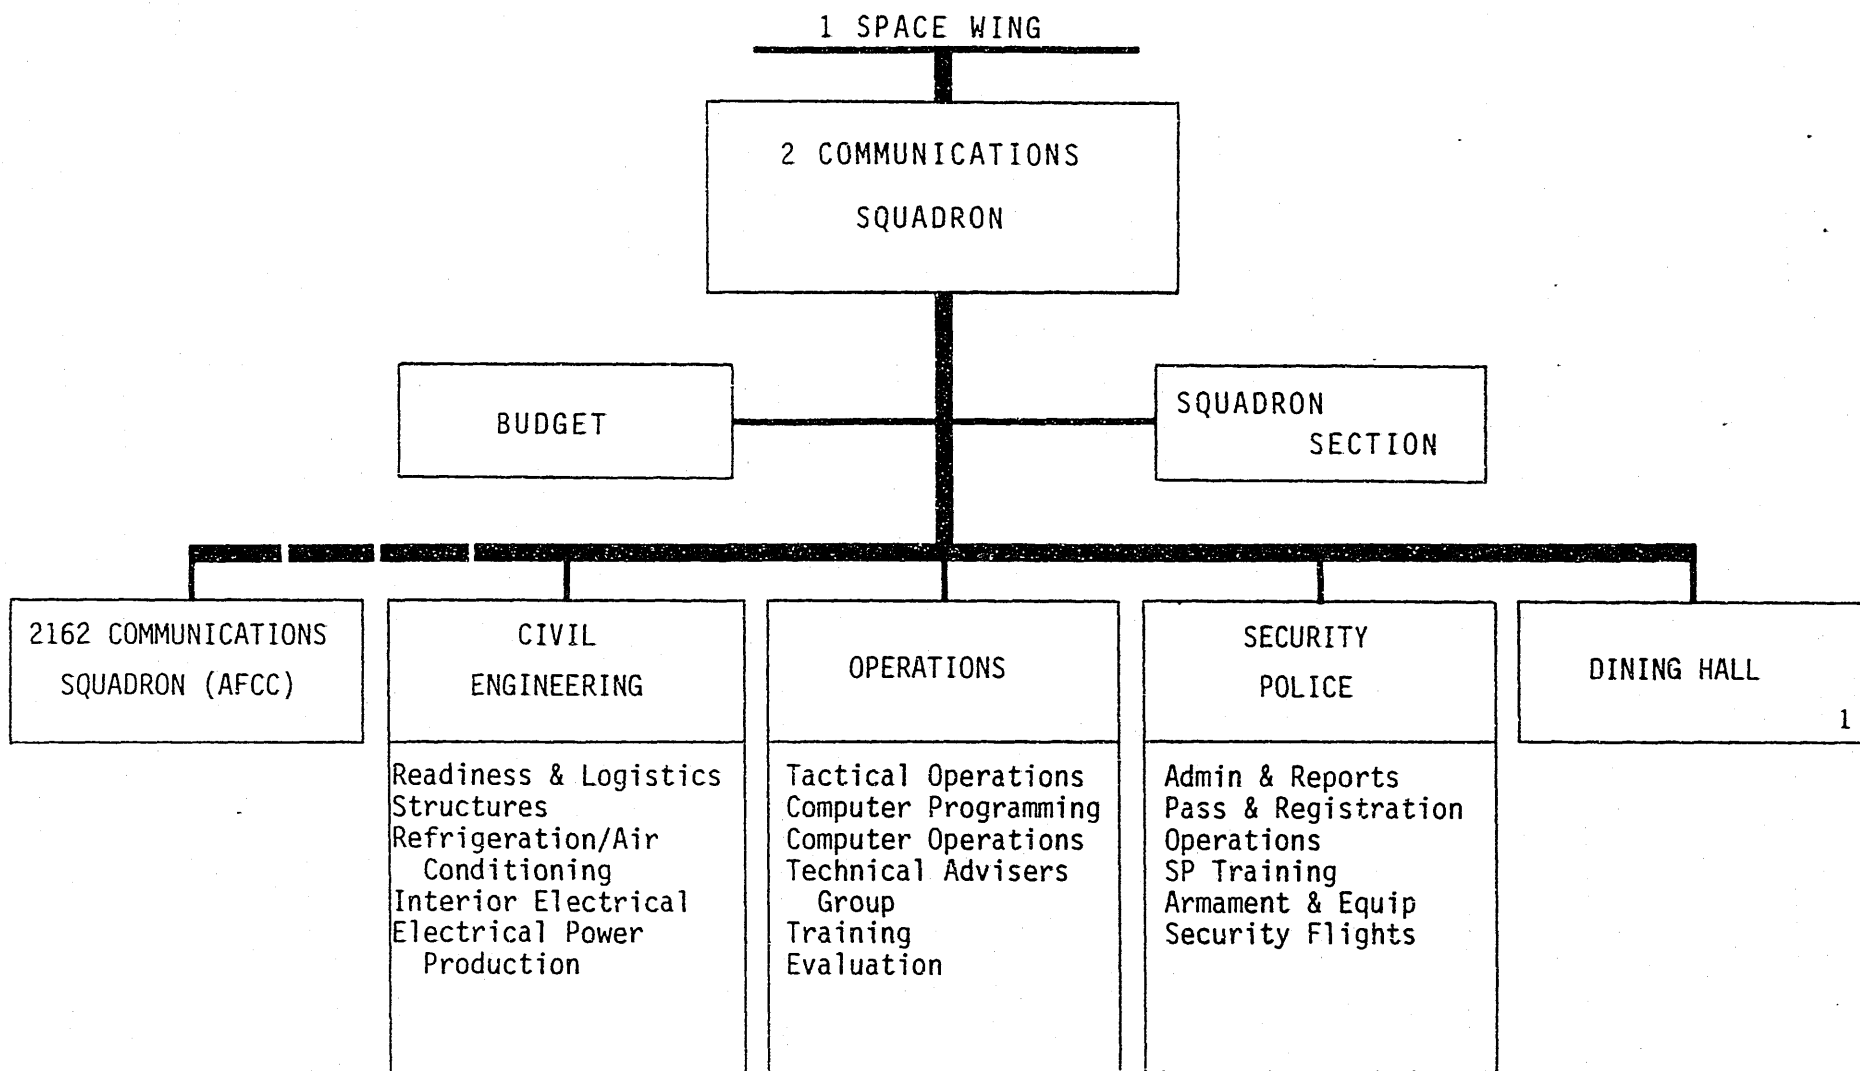 1 SPACE WING
2 COMMUNICATIONS
SQUADRON
BUDGET
SQUADRON
SECTION
2162 COMMUNICATIONS
SQUADRON (AFCC)
CIVIL
ENGINEERING
Readiness & Logistics
Structures
Refrigeration/Air
Conditioning
Interior Electrical
Electrical Power
Production
OPERATIONS
Tactical Operations
Computer Programming
Computer Operations
Technical Advisers
Group
Training
Evaluation
SECURITY
POLICE
Admin & Reports
Pass & Registration
Operations
SP Training
Armament & Equip
Security Flights
DINING HALL
1